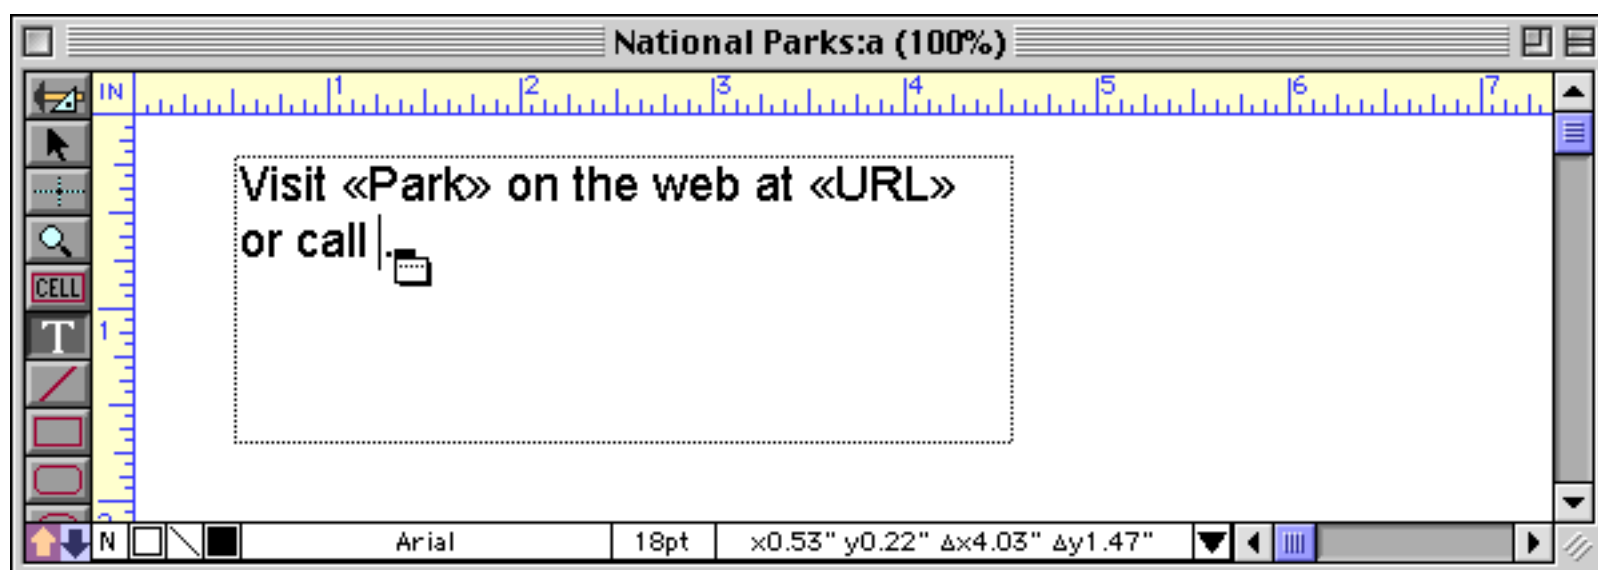 National Parks:a (100%)
IN 1 2 3 4 5 6 7
Visit «Park» on the web at «URL»
or call .
CELL
T
1
2
N Arial 18pt x0.53" y0.22" Δx4.03" Δy1.47"